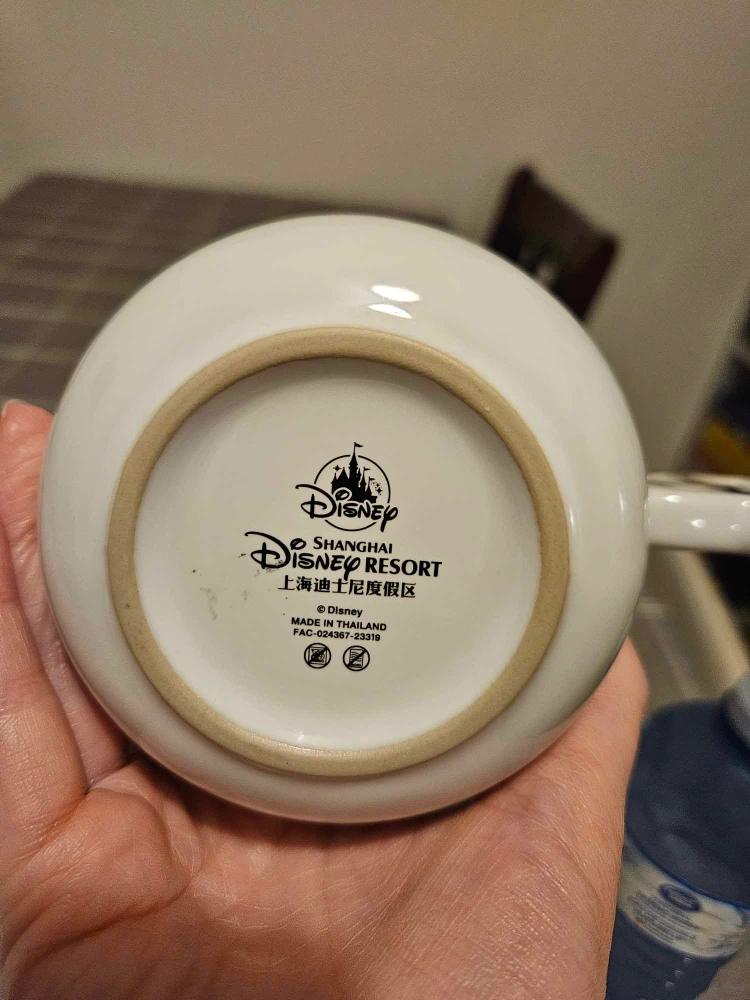 Disney
SHANGHAI
Disney RESORT
上海迪士尼度假区
© Disney
MADE IN THAILAND
FAC-024367-23319